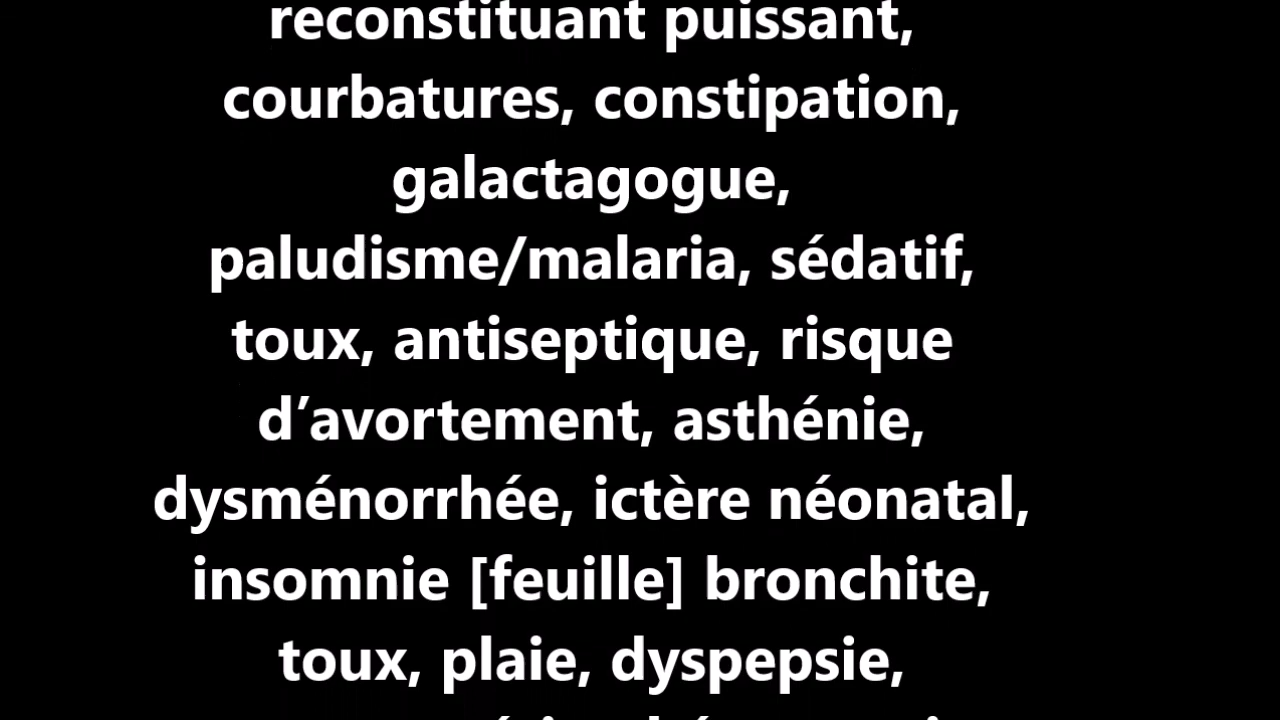 reconstituant puissant,
courbatures, constipation,
galactagogue,
paludisme/malaria, sédatif,
toux, antiseptique, risque
d’avortement, asthénie,
dysménorrhée, ictère néonatal,
insomnie [feuille] bronchite,
toux, plaie, dyspepsie,